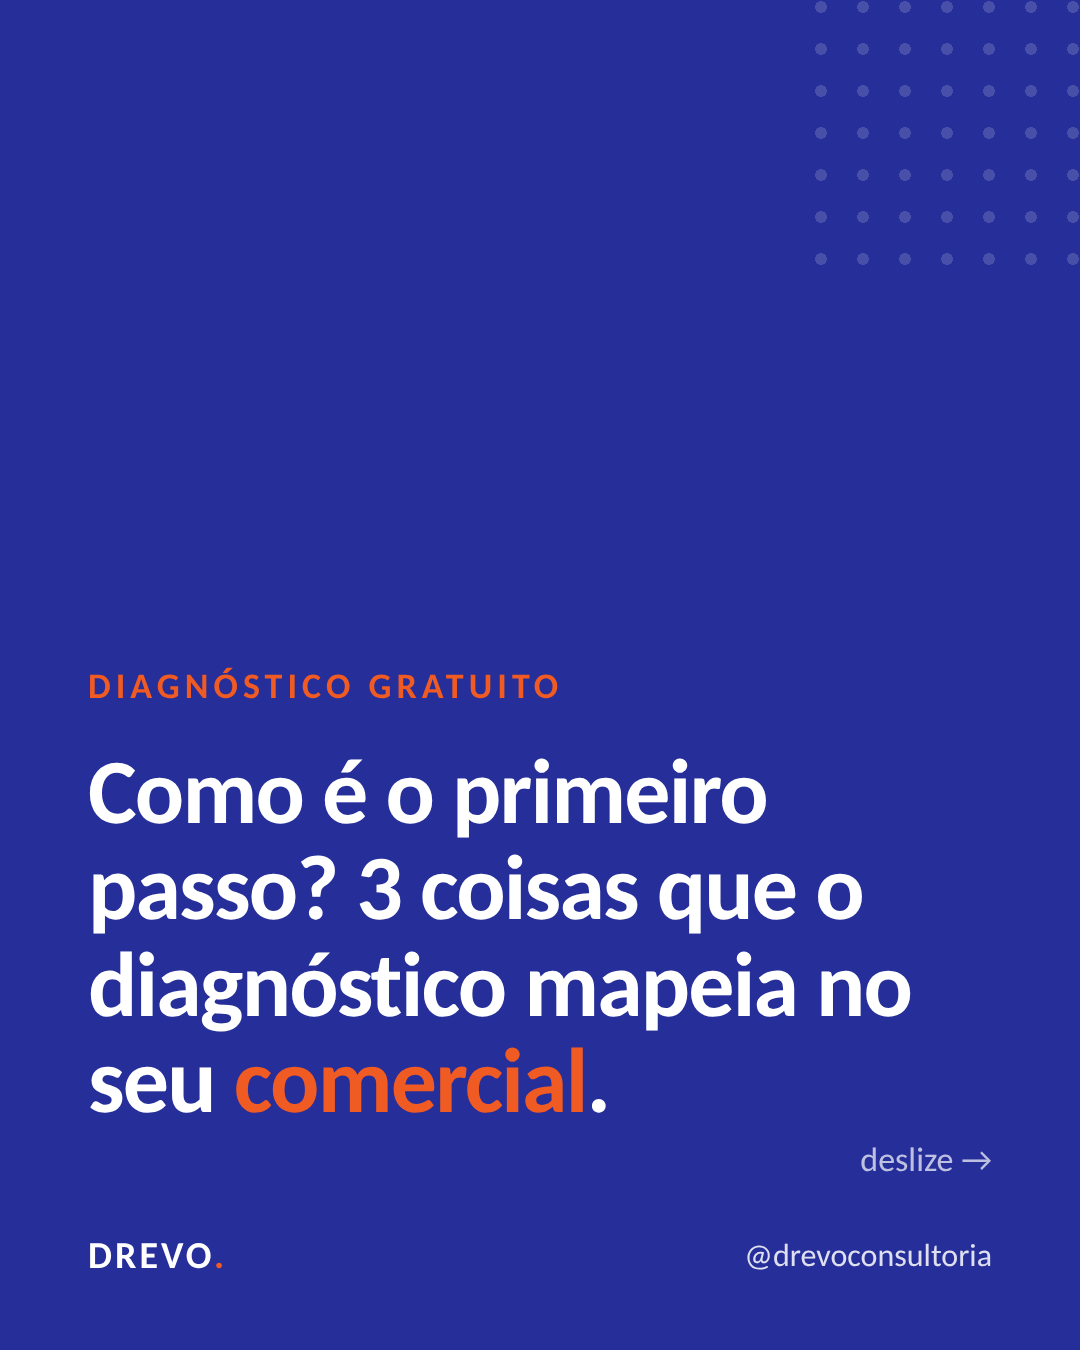 DIAGNÓSTICO GRATUITO
Como é o primeiro
passo? 3 coisas que o
diagnóstico mapeia no
seu comercial.
deslize →
DREVO.
@drevoconsultoria